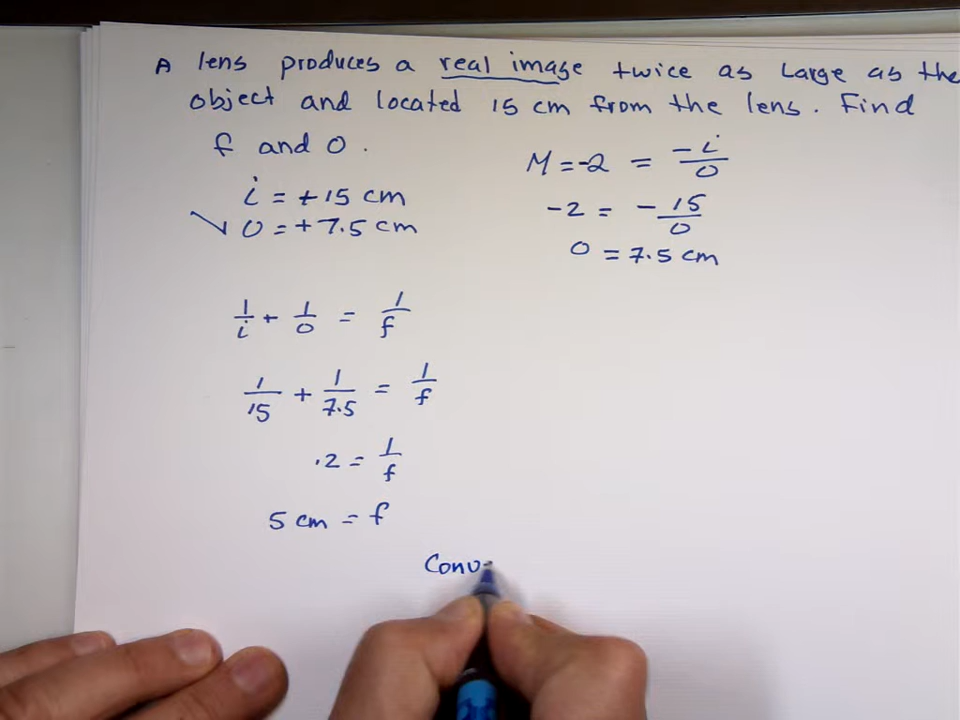 A lens produces a real image twice as large as the
object and located 15 cm from the lens. Find
f and o.
i = +15 cm
o = +7.5 cm
M = -2 = -i/o
-2 = -15/o
o = 7.5 cm
1/i + 1/o = 1/f
1/15 + 1/7.5 = 1/f
.2 = 1/f
5 cm = f
Conv